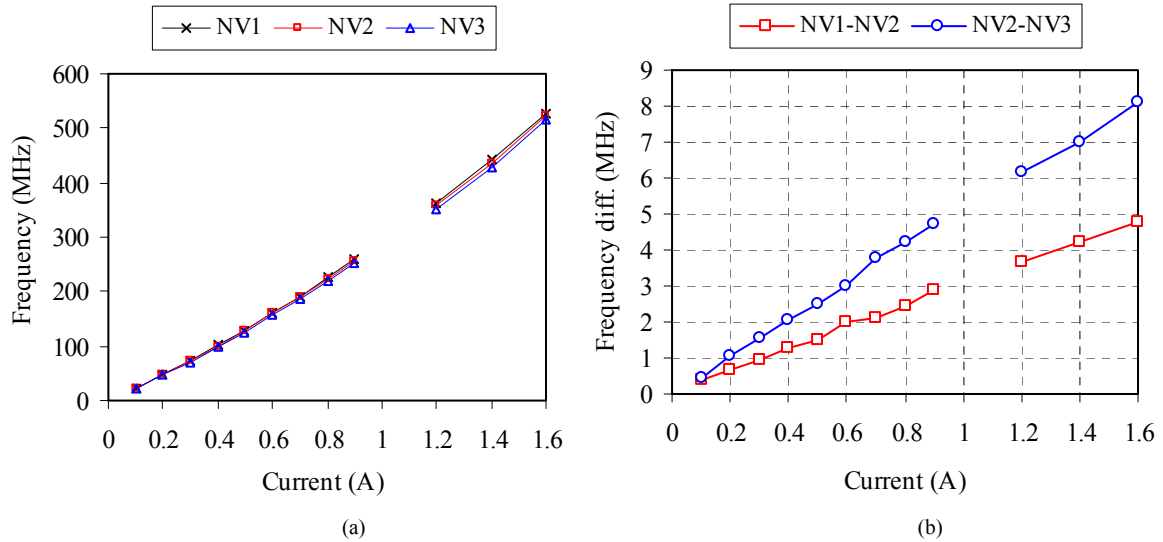 NV1 NV2 NV3
600
500
400
300
200
100
0
Frequency (MHz)
0 0.2 0.4 0.6 0.8 1 1.2 1.4 1.6
Current (A)
(a)
NV1-NV2 NV2-NV3
9
8
7
6
5
4
3
2
1
0
Frequency diff. (MHz)
0 0.2 0.4 0.6 0.8 1 1.2 1.4 1.6
Current (A)
(b)